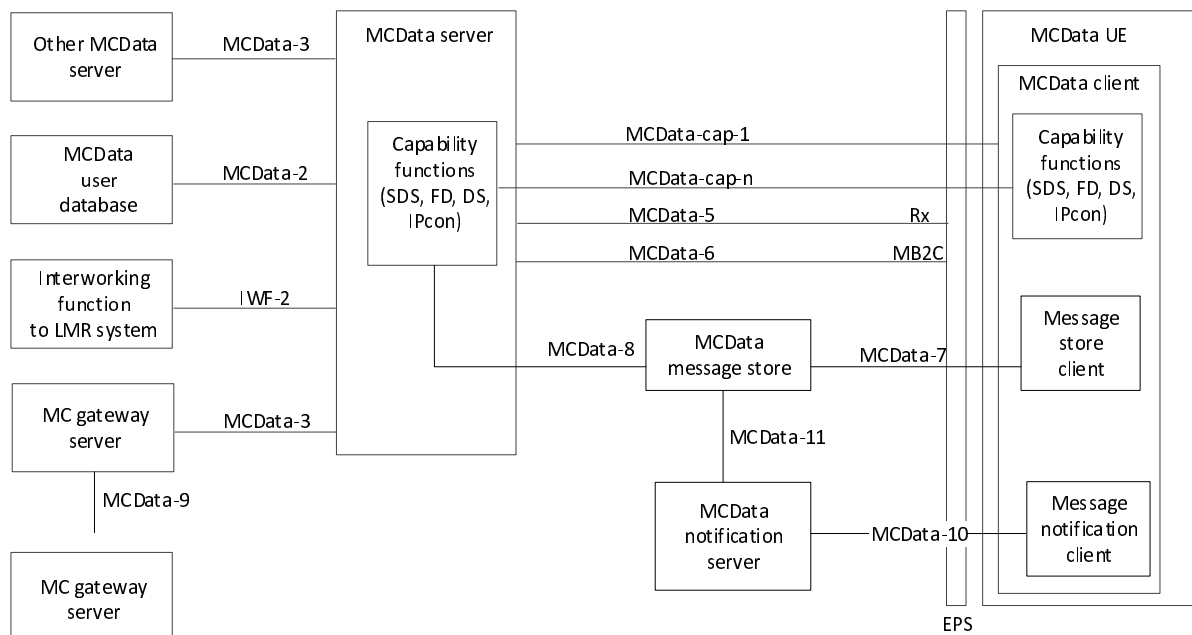 Other MCData
server
MCData-3
MCData server
MCData UE
MCData client
MCData
user
database
MCData-2
Capability
functions
(SDS, FD, DS,
IPcon)
MCData-cap-1
MCData-cap-n
MCData-5
Rx
MCData-6
MB2C
Capability
functions
(SDS, FD, DS,
IPcon)
Interworking
function
to LMR system
IWF-2
MCData-8
MCData
message store
MCData-7
Message
store
client
MC gateway
server
MCData-3
MCData-11
MCData-9
MCData
notification
server
MCData-10
Message
notification
client
MC gateway
server
EPS